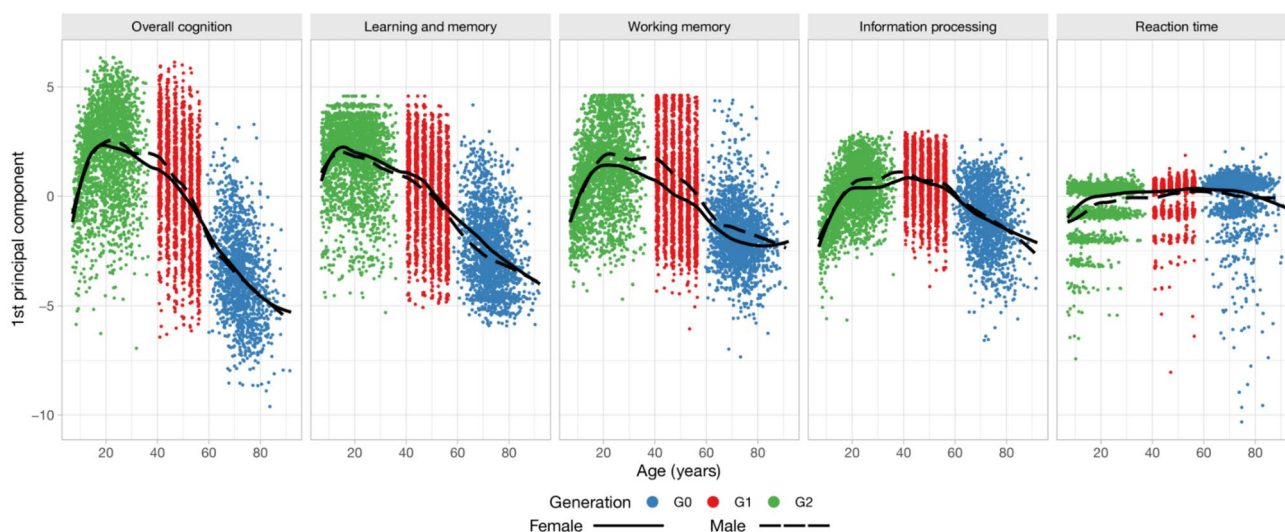 Overall cognition
Learning and memory
Working memory
Information processing
Reaction time
1st principal component
5
0
−5
−10
20 40 60 80
20 40 60 80
20 40 60 80
20 40 60 80
20 40 60 80
Age (years)
Generation G0 G1 G2
Female Male